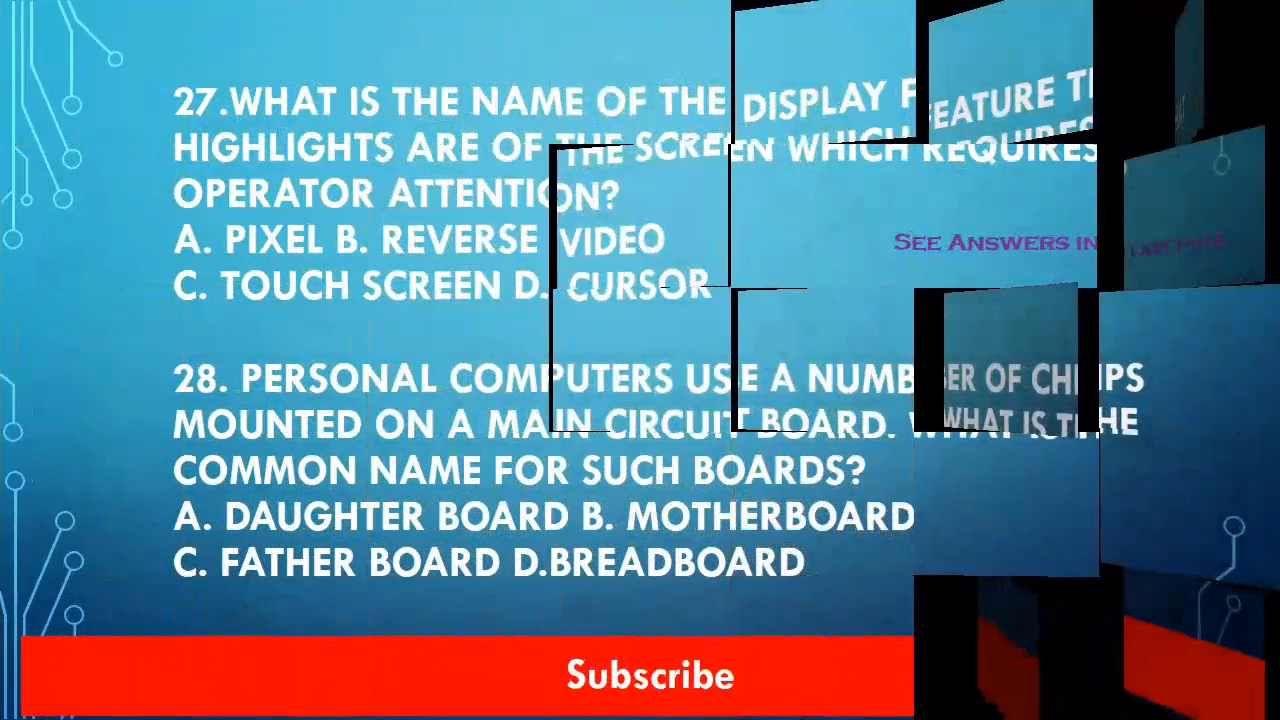 27.WHAT IS THE NAME OF THE DISPLAY FEATURE T
HIGHLIGHTS ARE OF THE SCREEN WHICH REQUIRES
OPERATOR ATTENTION?
A. PIXEL B. REVERSE VIDEO
SEE ANSWERS IN LAST PAGE
C. TOUCH SCREEN D. CURSOR
28. PERSONAL COMPUTERS USE A NUMBER OF CHIPS
MOUNTED ON A MAIN CIRCUIT BOARD. WHAT IS THE
COMMON NAME FOR SUCH BOARDS?
A. DAUGHTER BOARD B. MOTHERBOARD
C. FATHER BOARD D.BREADBOARD
Subscribe